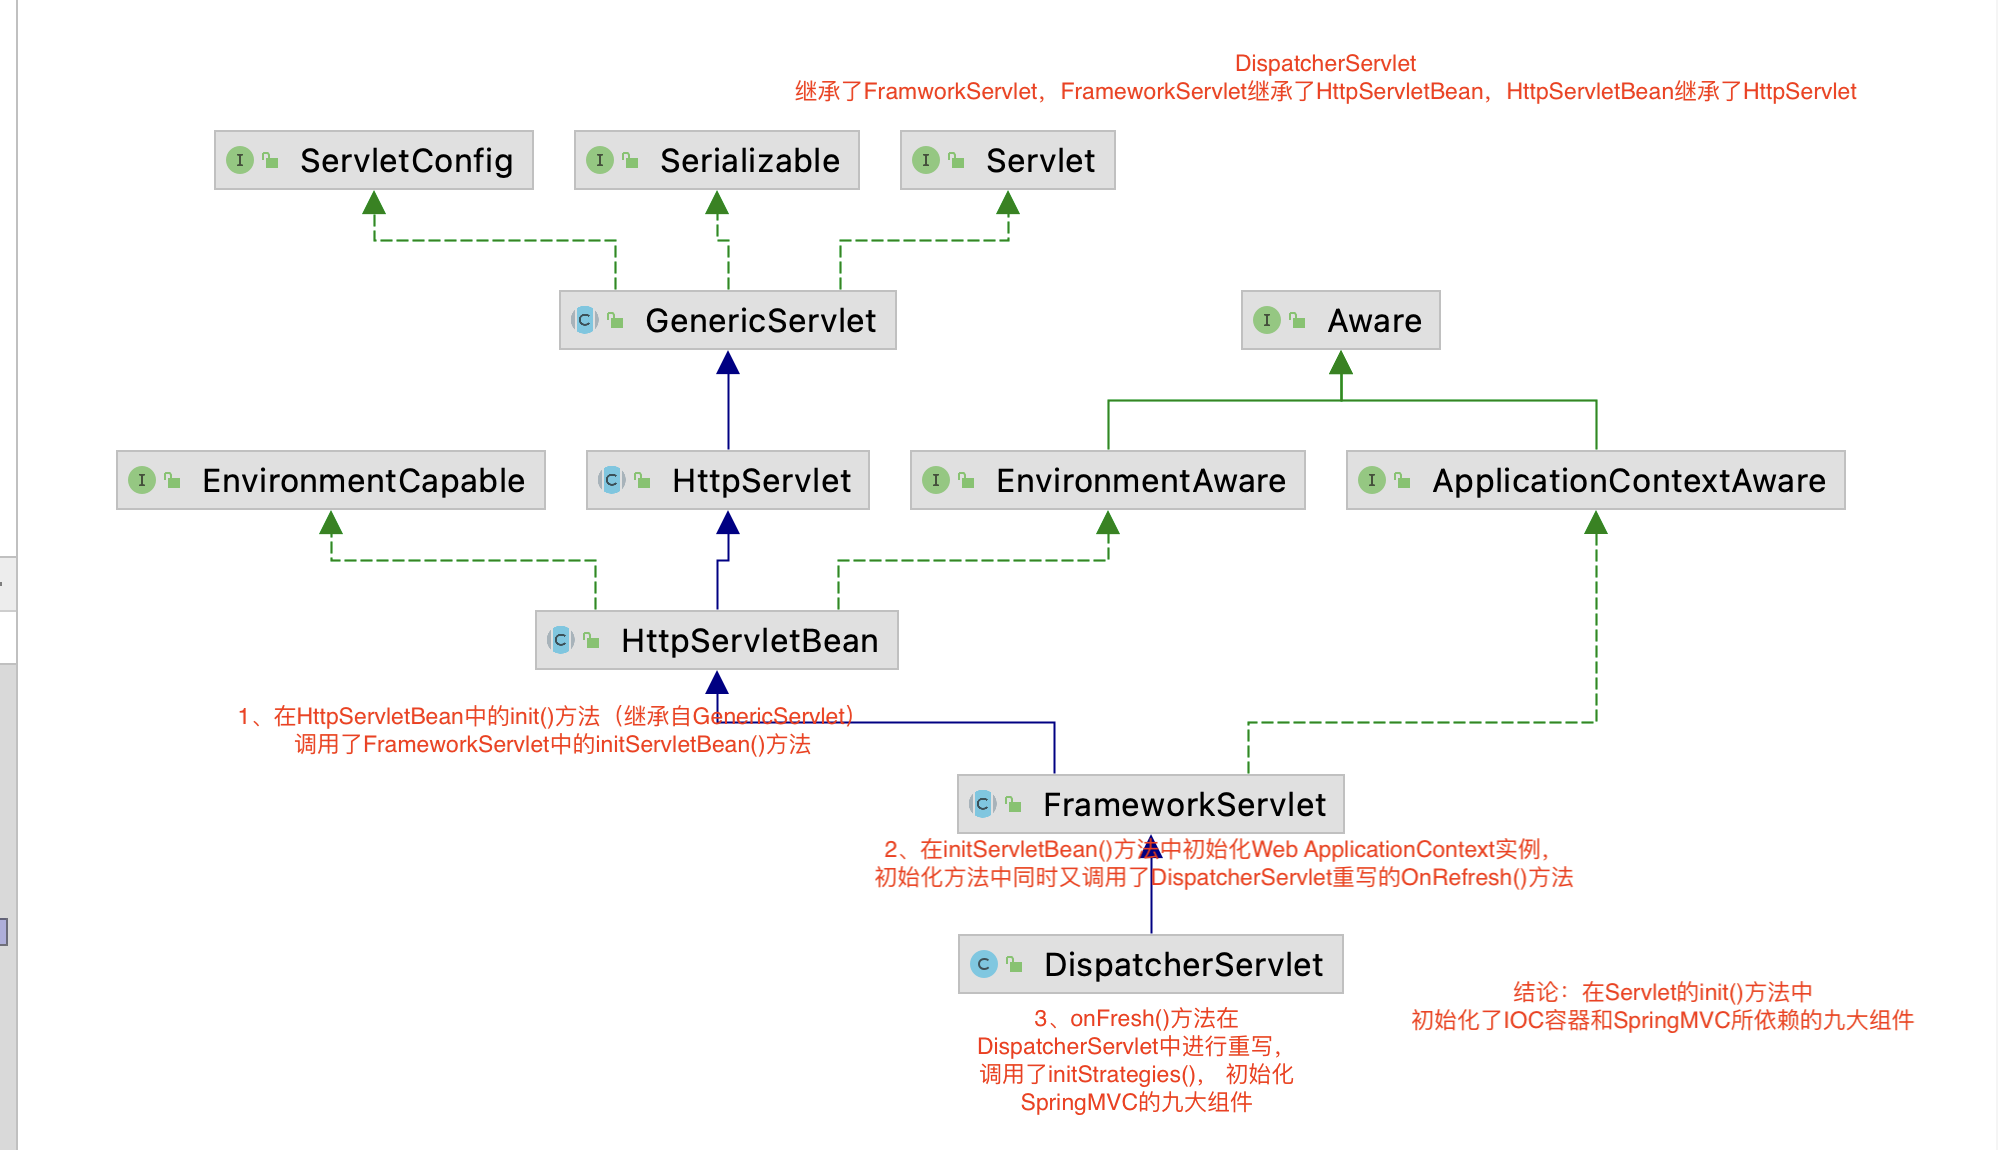 DispatcherServlet
继承了FramworkServlet，FrameworkServlet继承了HttpServletBean，HttpServletBean继承了HttpServlet
ServletConfig
Serializable
Servlet
GenericServlet
Aware
EnvironmentCapable
HttpServlet
EnvironmentAware
ApplicationContextAware
HttpServletBean
1、在HttpServletBean中的init()方法（继承自GenericServlet）
调用了FrameworkServlet中的initServletBean()方法
FrameworkServlet
2、在initServletBean()方法中初始化Web ApplicationContext实例，
初始化方法中同时又调用了DispatcherServlet重写的OnRefresh()方法
DispatcherServlet
3、onFresh()方法在
DispatcherServlet中进行重写，
调用了initStrategies()， 初始化
SpringMVC的九大组件
结论：在Servlet的init()方法中
初始化了IOC容器和SpringMVC所依赖的九大组件